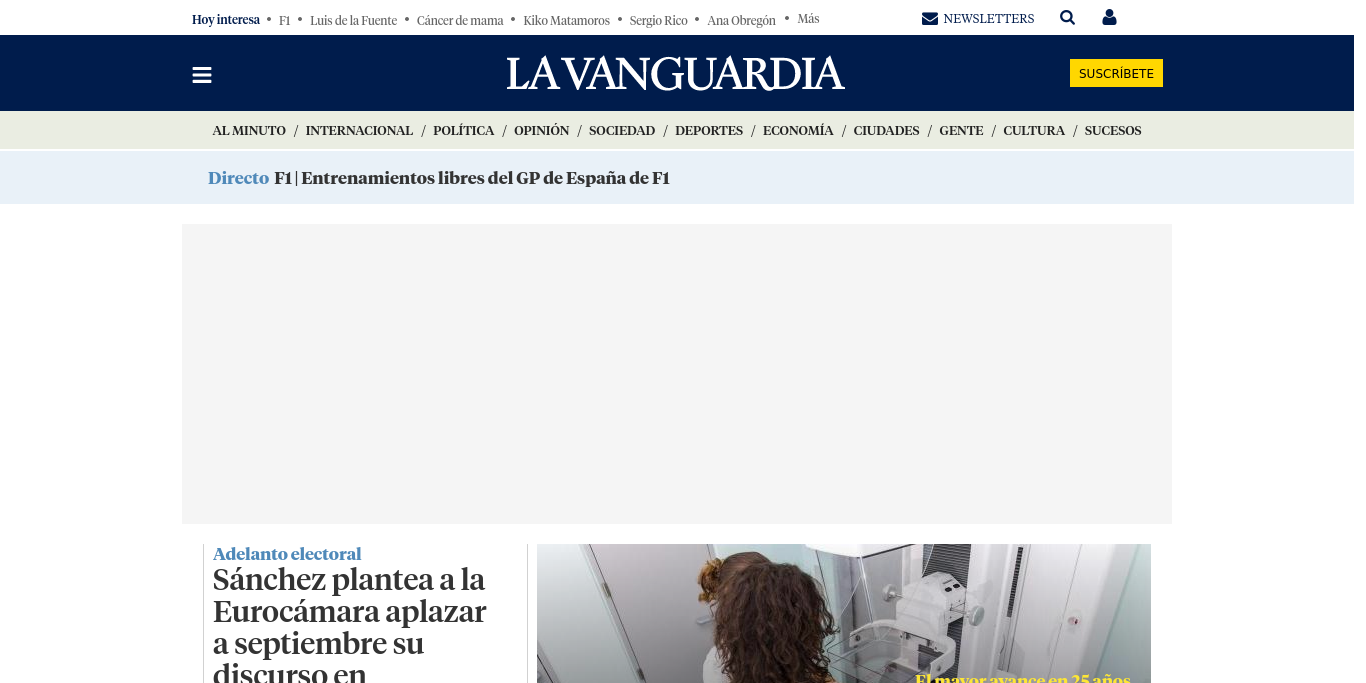 Hoy interesa • F1 • Luis de la Fuente • Cáncer de mama • Kiko Matamoros • Sergio Rico • Ana Obregón • Más
NEWSLETTERS
LA VANGUARDIA
SUSCRÍBETE
AL MINUTO / INTERNACIONAL / POLÍTICA / OPINIÓN / SOCIEDAD / DEPORTES / ECONOMÍA / CIUDADES / GENTE / CULTURA / SUCESOS
Directo F1 | Entrenamientos libres del GP de España de F1
Adelanto electoral
Sánchez plantea a la
Eurocámara aplazar
a septiembre su
discurso en
El mayor avance en 25 años